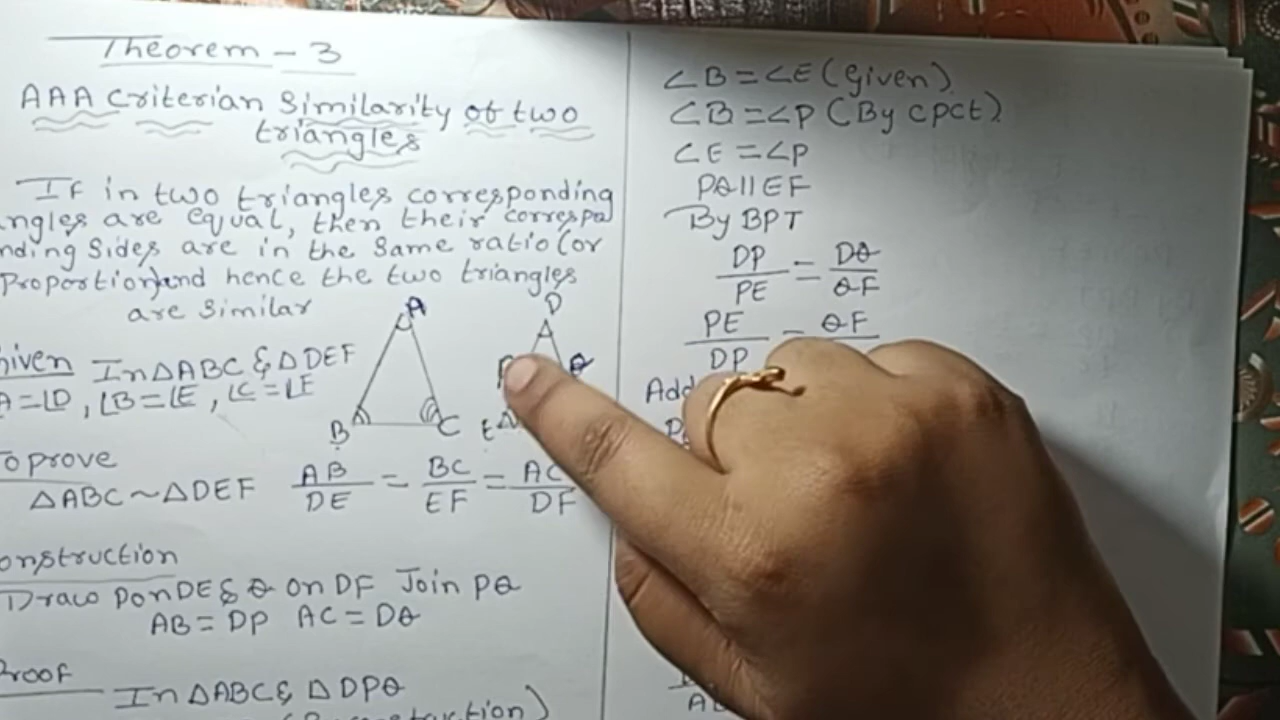 Theorem - 3
AAA Criterian Similarity of two
triangles
If in two triangles corresponding
ngles are equal, then their correspo
nding Sides are in the Same ratio (or
Proportion) and hence the two triangles
are similar
A
B
C
D
Q
E
iven In △ABC & △DEF
A = ∠D, ∠B = ∠E, ∠C = ∠E
To prove
△ABC ~ △DEF AB/DE = BC/EF = AC/DF
onstruction
Draw P on DE & Q on DF Join PQ
AB = DP AC = DQ
Proof
In △ABC & △DPQ
∠B = ∠E (Given)
∠B = ∠P (By CPCT)
∠E = ∠P
PQ || EF
By BPT
DP/PE = DQ/QF
PE/DP = QF
Add